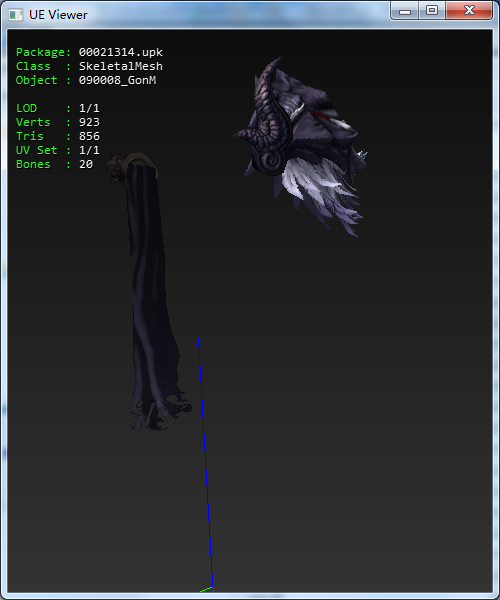 UE Viewer
Package: 00021314.upk
Class : SkeletalMesh
Object : 090008_GonM
LOD : 1/1
Verts : 923
Tris : 856
UV Set : 1/1
Bones : 20